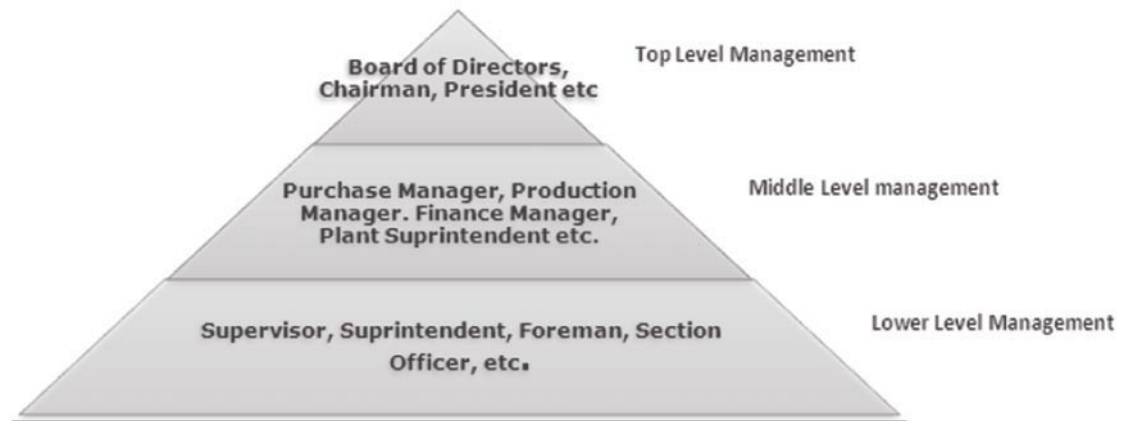 Board of Directors,
Chairman, President etc
Top Level Management
Purchase Manager, Production
Manager. Finance Manager,
Plant Suprintendent etc.
Middle Level management
Supervisor, Suprintendent, Foreman, Section
Officer, etc.
Lower Level Management